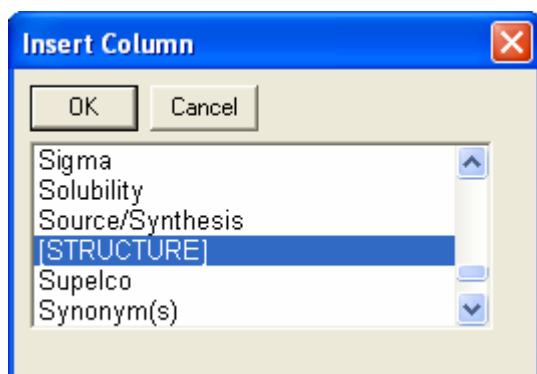 Insert Column
OK Cancel
Sigma
Solubility
Source/Synthesis
[STRUCTURE]
Supelco
Synonym(s)